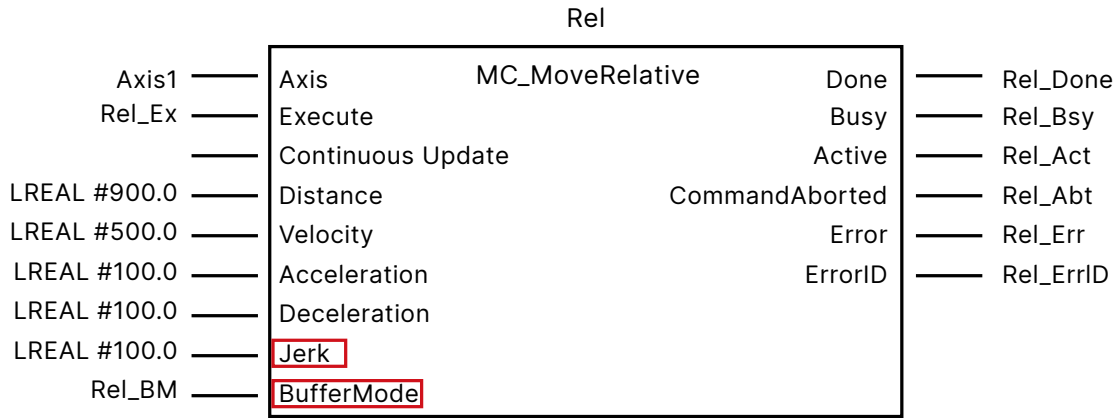 Rel
MC_MoveRelative
Axis1 Axis Done Rel_Done
Rel_Ex Execute Busy Rel_Bsy
Continuous Update Active Rel_Act
LREAL #900.0 Distance CommandAborted Rel_Abt
LREAL #500.0 Velocity Error Rel_Err
LREAL #100.0 Acceleration ErrorID Rel_ErrID
LREAL #100.0 Deceleration
LREAL #100.0 Jerk
Rel_BM BufferMode